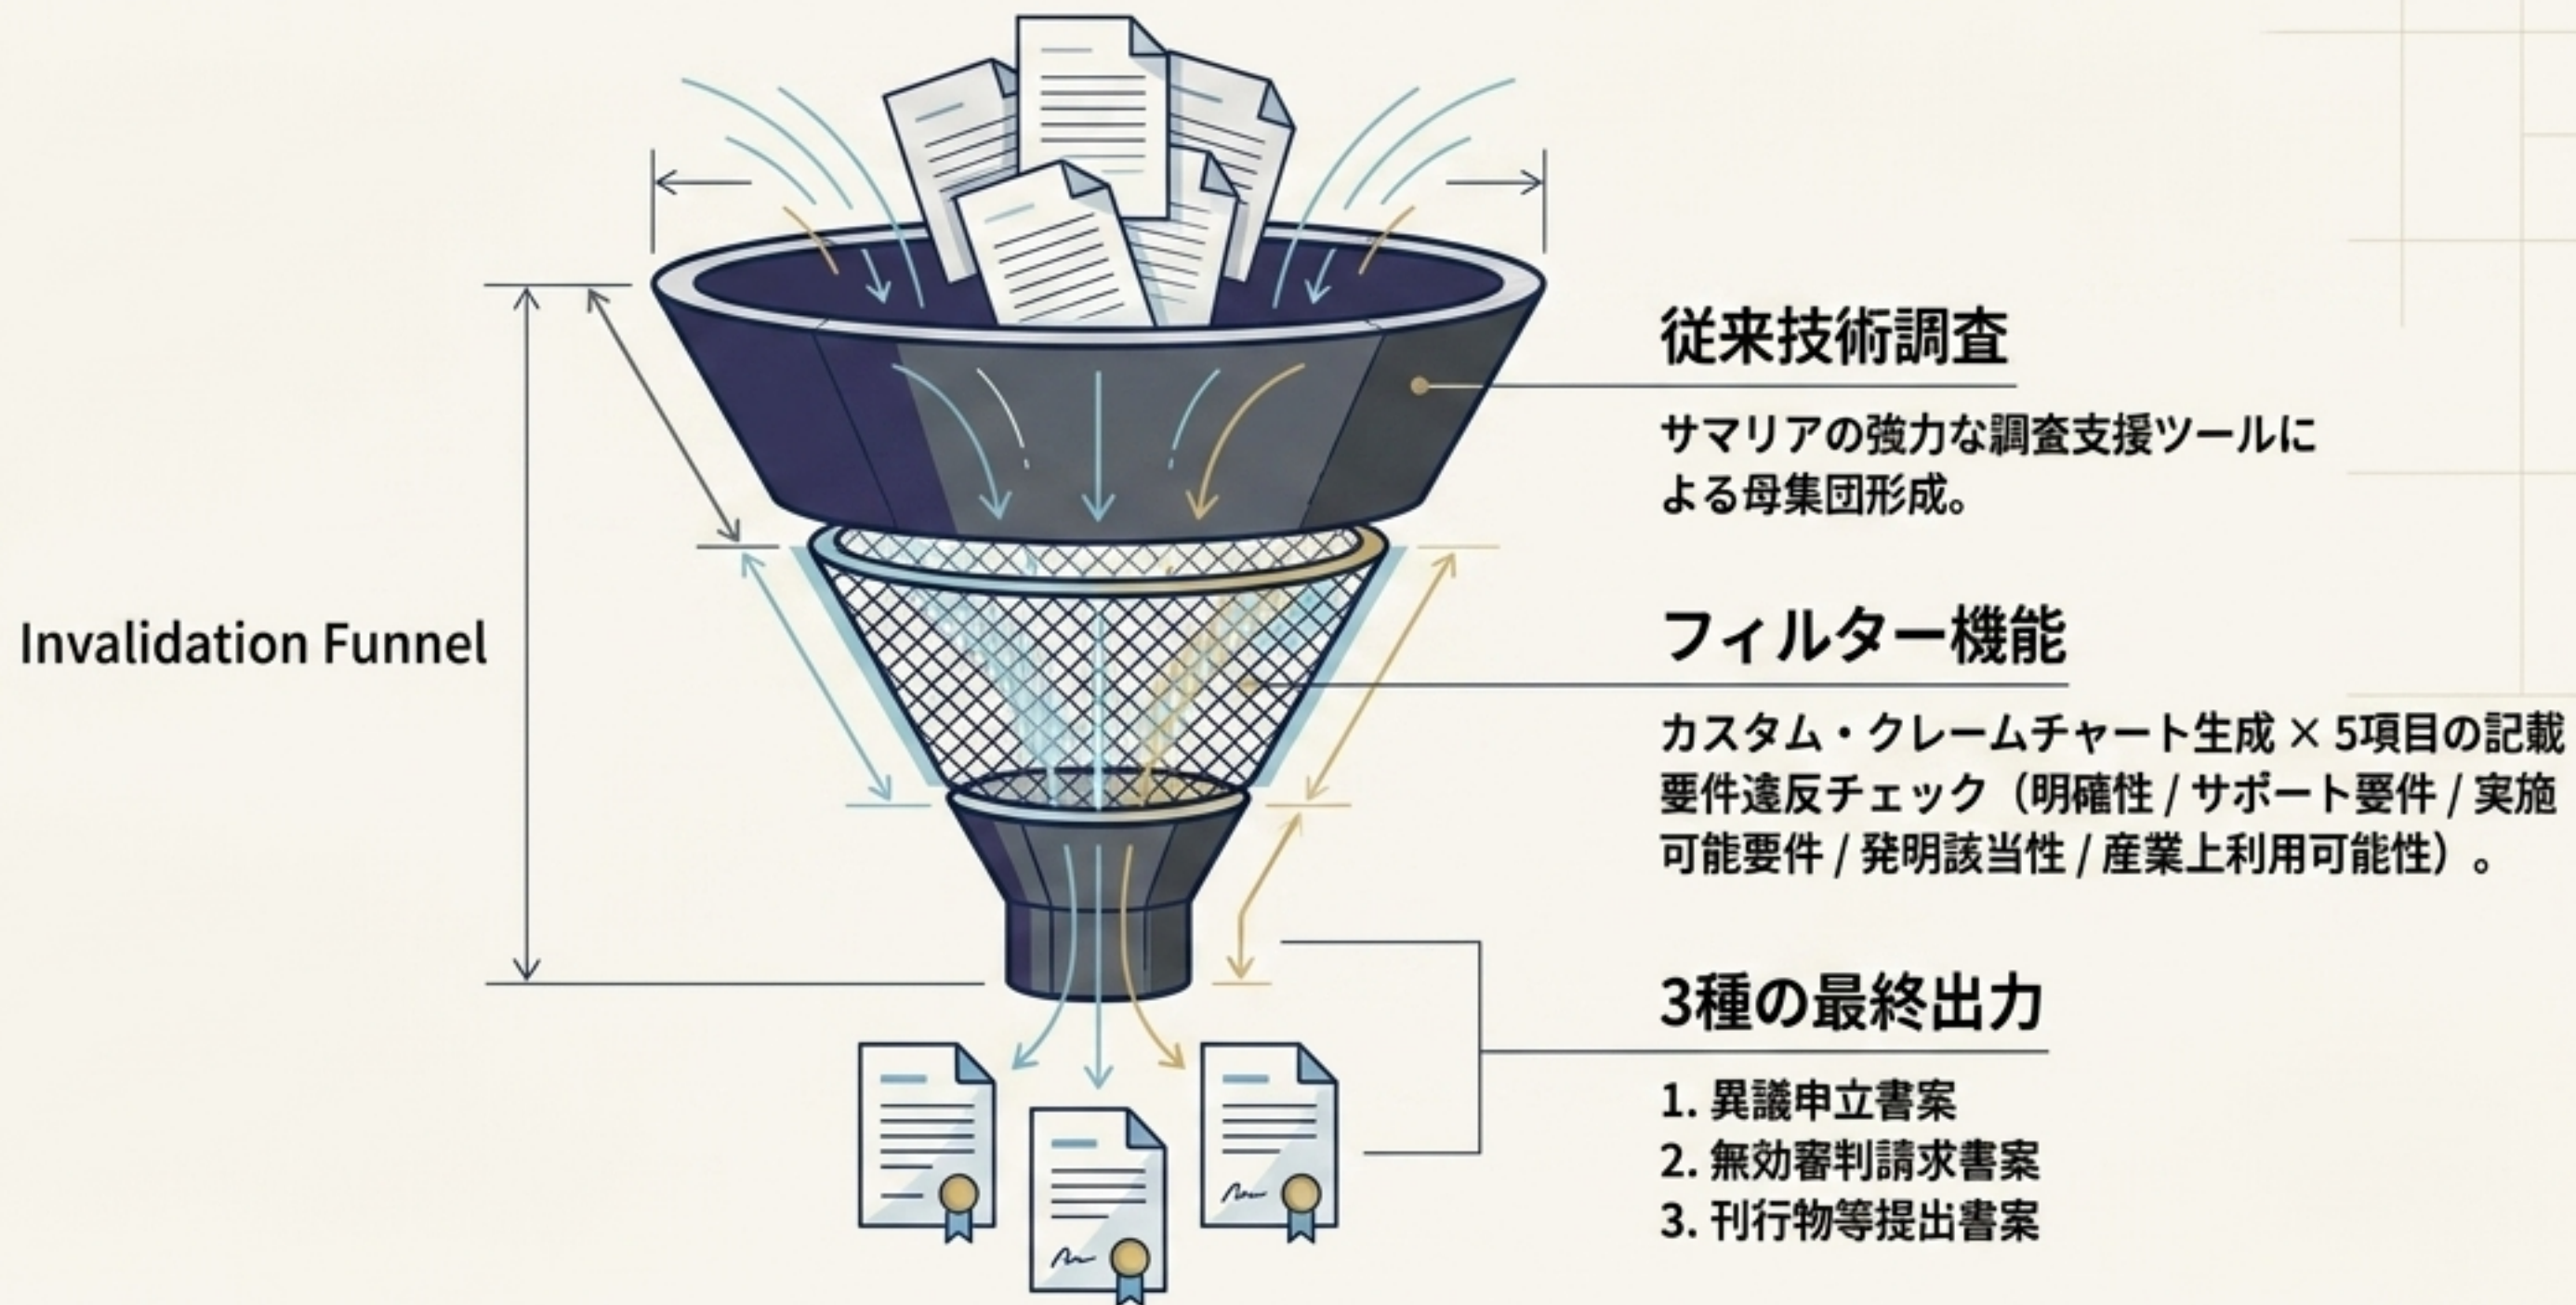 Invalidation Funnel
従来技術調査
サマリアの強力な調査支援ツールに
よる母集団形成。
フィルター機能
カスタム・クレームチャート生成 × 5項目の記載
要件違反チェック（明確性 / サポート要件 / 実施
可能要件 / 発明該当性 / 産業上利用可能性）。
3種の最終出力
1. 異議申立書案
2. 無効審判請求書案
3. 刊行物等提出書案